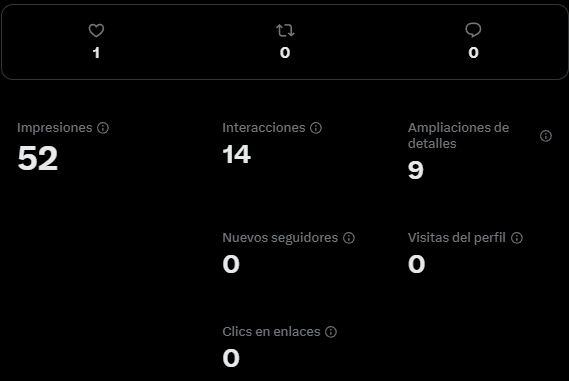 1 0 0
Impresiones Interacciones Ampliaciones de detalles
52 14 9
Nuevos seguidores Visitas del perfil
0 0
Clics en enlaces
0